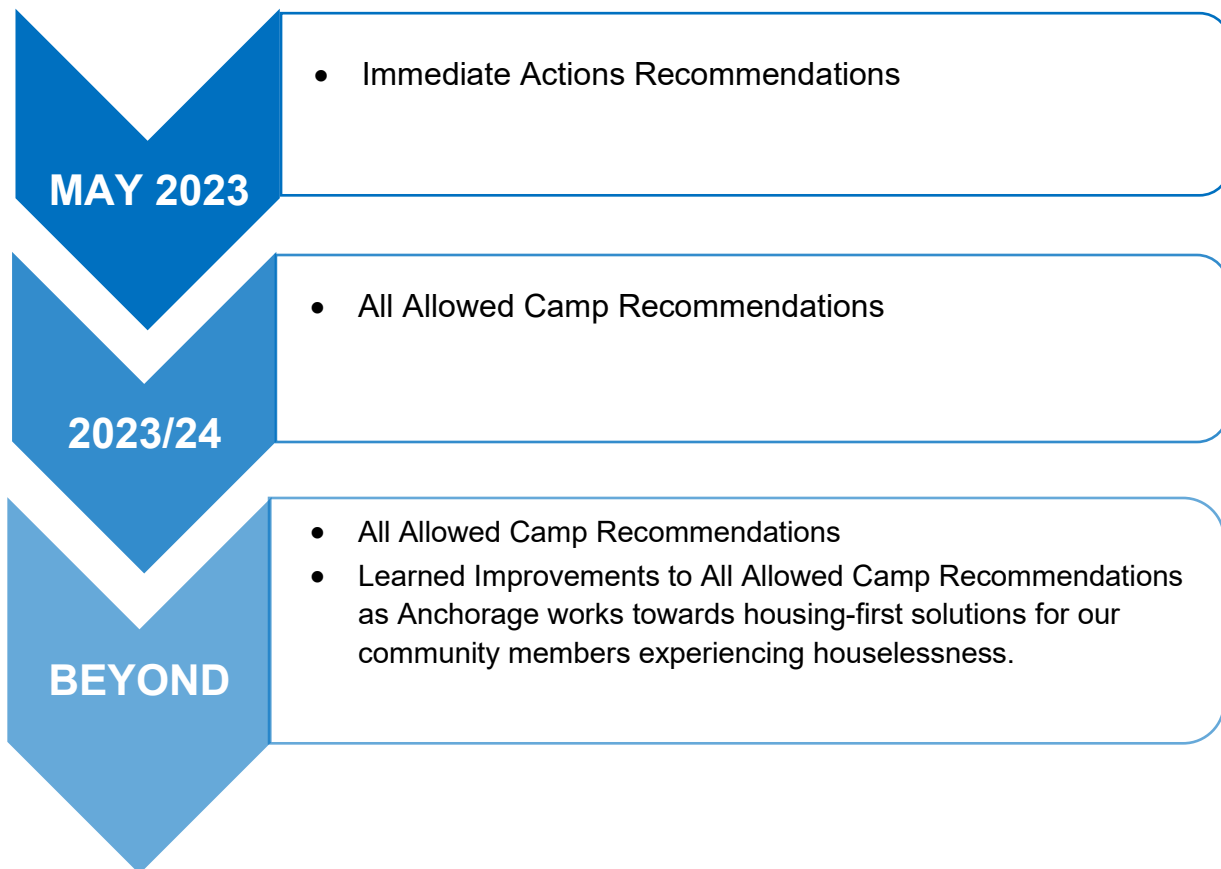 MAY 2023
• Immediate Actions Recommendations
2023/24
• All Allowed Camp Recommendations
BEYOND
• All Allowed Camp Recommendations
• Learned Improvements to All Allowed Camp Recommendations
as Anchorage works towards housing-first solutions for our
community members experiencing houselessness.